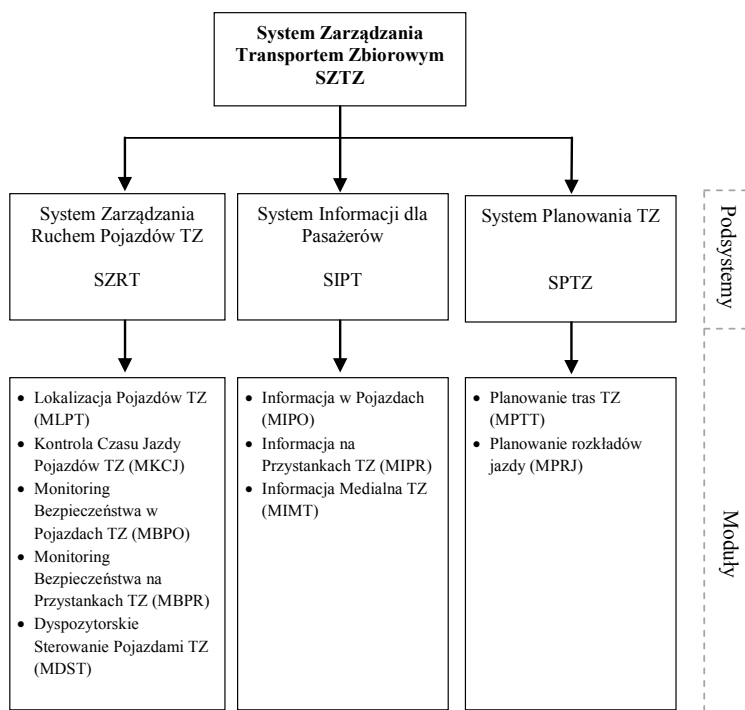 System Zarządzania
Transportem Zbiorowym
SZTZ
System Zarządzania
Ruchem Pojazdów TZ
SZRT
System Informacji dla
Pasażerów
SIPT
System Planowania TZ
SPTZ
Podsystemy
• Lokalizacja Pojazdów TZ
(MLPT)
• Kontrola Czasu Jazdy
Pojazdów TZ (MKCJ)
• Monitoring
Bezpieczeństwa w
Pojazdach TZ (MBPO)
• Monitoring
Bezpieczeństwa na
Przystankach TZ (MBPR)
• Dyspozytorskie
Sterowanie Pojazdami TZ
(MDST)
• Informacja w Pojazdach
(MIPO)
• Informacja na
Przystankach TZ (MIPR)
• Informacja Medialna TZ
(MIMT)
• Planowanie tras TZ
(MPTT)
• Planowanie rozkładów
jazdy (MPRJ)
Moduły